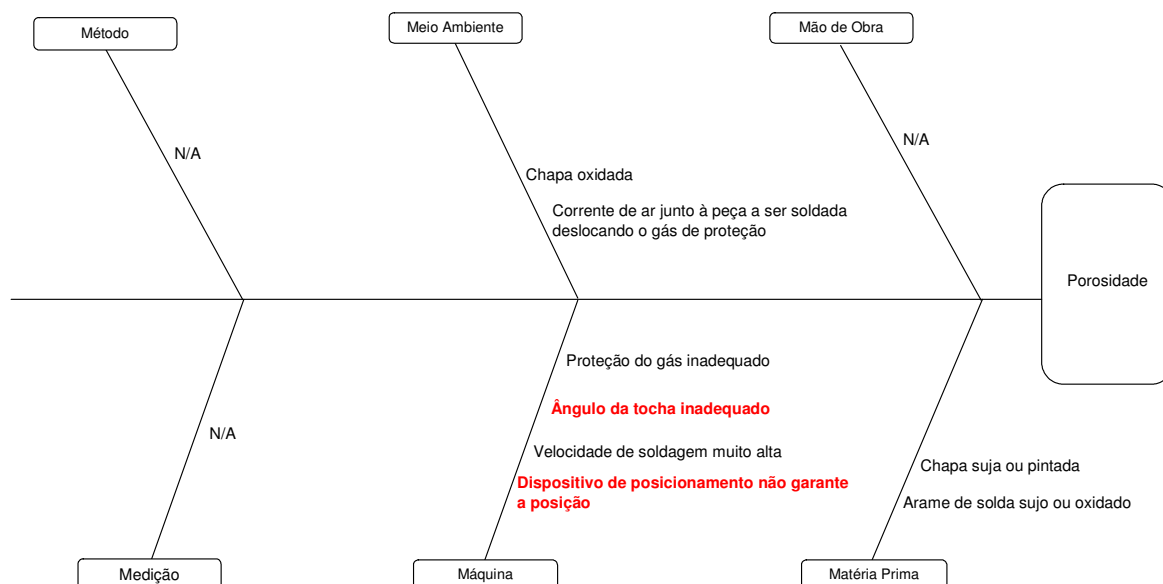 Método
Meio Ambiente
Mão de Obra
N/A
N/A
Chapa oxidada
Corrente de ar junto à peça a ser soldada
deslocando o gás de proteção
Porosidade
Proteção do gás inadequado
Ângulo da tocha inadequado
N/A
Velocidade de soldagem muito alta
Dispositivo de posicionamento não garante
a posição
Chapa suja ou pintada
Arame de solda sujo ou oxidado
Medição
Máquina
Matéria Prima